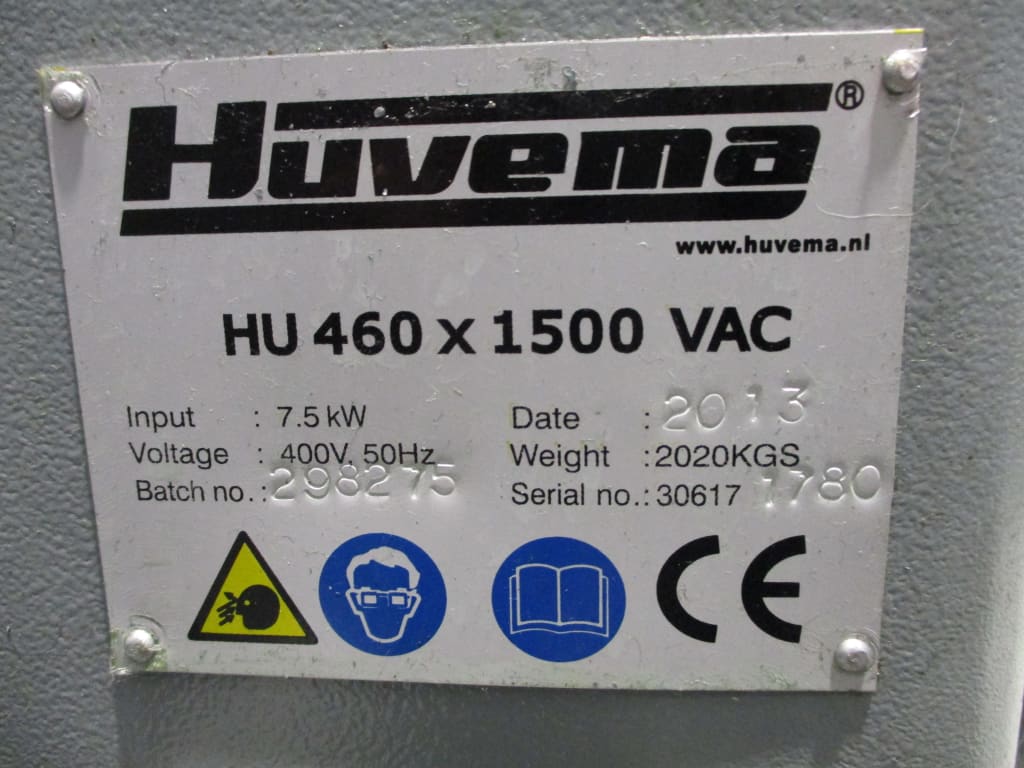 Huvema®
www.huvema.nl
HU 460 x 1500 VAC
Input : 7.5 kW
Voltage : 400V, 50Hz
Batch no. : 298275
Date : 2013
Weight : 2020KGS
Serial no. : 30617 1780
CE